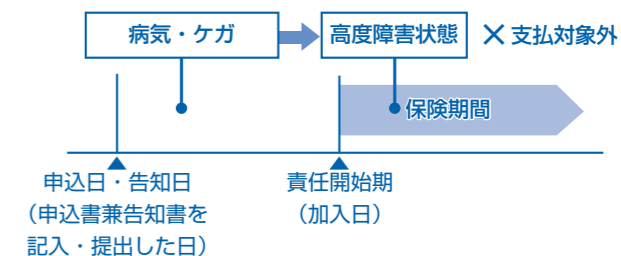 病気・ケガ
高度障害状態
×支払対象外
保険期間
申込日・告知日
（申込書兼告知書を
記入・提出した日）
責任開始期
（加入日）